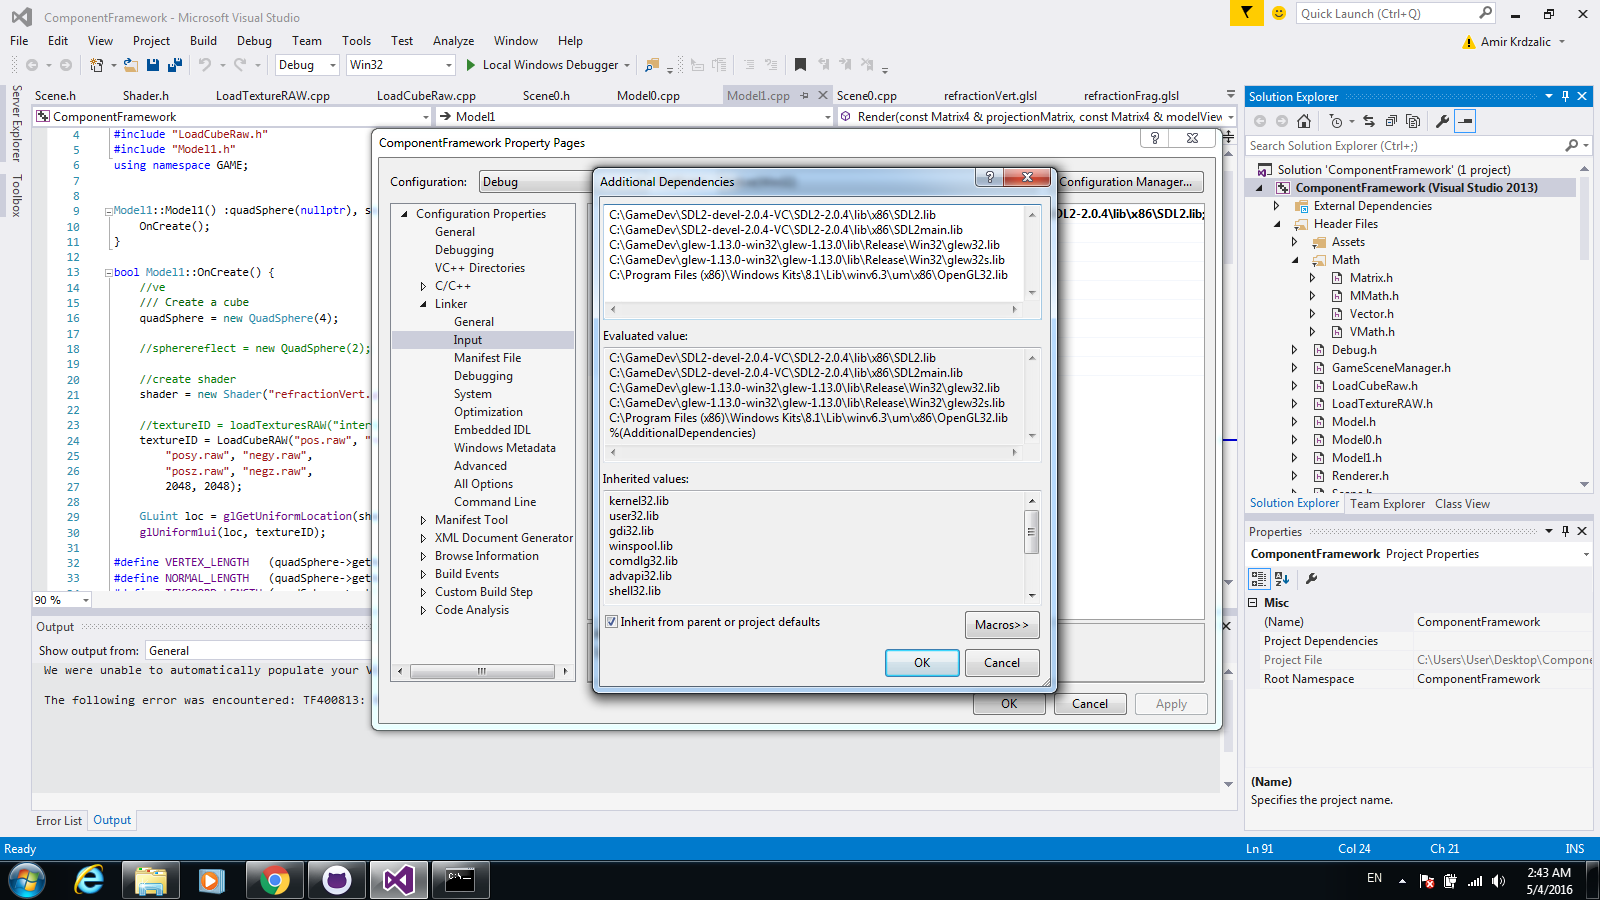 ComponentFramework - Microsoft Visual Studio
Quick Launch (Ctrl+Q)
File Edit View Project Build Debug Team Tools Test Analyze Window Help
Amir Krdzalic
Debug Win32 Local Windows Debugger
Server Explorer
Toolbox
Scene.h Shader.h LoadTextureRAW.cpp LoadCubeRaw.cpp Scene0.h Model0.cpp Model1.cpp Scene0.cpp refractionVert.glsl refractionFrag.glsl
ComponentFramework Model1 Render(const Matrix4 & projectionMatrix, const Matrix4 & modelView
4 #include "LoadCubeRaw.h"
5 #include "Model1.h"
6 using namespace GAME;
7
8
9 Model1::Model1() :quadSphere(nullptr), s
10 OnCreate();
11 }
12
13 bool Model1::OnCreate() {
14 //ve
15 /// Create a cube
16 quadSphere = new QuadSphere(4);
17
18 //spherereflect = new QuadSphere(2);
19
20 //create shader
21 shader = new Shader("refractionVert.
22
23 //textureID = loadTexturesRAW("inter
24 textureID = LoadCubeRAW("pos.raw", "
25 "posy.raw", "negy.raw",
26 "posz.raw", "negz.raw",
27 2048, 2048);
28
29 GLuint loc = glGetUniformLocation(sh
30 glUniform1ui(loc, textureID);
31
32 #define VERTEX_LENGTH (quadSphere->get
33 #define NORMAL_LENGTH (quadSphere->get
90 %
Output
Show output from: General
We were unable to automatically populate your V
The following error was encountered: TF400813:
Error List Output
ComponentFramework Property Pages
Configuration: Debug
Configuration Manager...
Configuration Properties
General
Debugging
VC++ Directories
C/C++
Linker
General
Input
Manifest File
Debugging
System
Optimization
Embedded IDL
Windows Metadata
Advanced
All Options
Command Line
Manifest Tool
XML Document Generator
Browse Information
Build Events
Custom Build Step
Code Analysis
DL2-2.0.4\lib\x86\SDL2.lib;
OK Cancel Apply
Additional Dependencies
C:\GameDev\SDL2-devel-2.0.4-VC\SDL2-2.0.4\lib\x86\SDL2.lib
C:\GameDev\SDL2-devel-2.0.4-VC\SDL2-2.0.4\lib\x86\SDL2main.lib
C:\GameDev\glew-1.13.0-win32\glew-1.13.0\lib\Release\Win32\glew32.lib
C:\GameDev\glew-1.13.0-win32\glew-1.13.0\lib\Release\Win32\glew32s.lib
C:\Program Files (x86)\Windows Kits\8.1\Lib\winv6.3\um\x86\OpenGL32.lib
Evaluated value:
C:\GameDev\SDL2-devel-2.0.4-VC\SDL2-2.0.4\lib\x86\SDL2.lib
C:\GameDev\SDL2-devel-2.0.4-VC\SDL2-2.0.4\lib\x86\SDL2main.lib
C:\GameDev\glew-1.13.0-win32\glew-1.13.0\lib\Release\Win32\glew32.lib
C:\GameDev\glew-1.13.0-win32\glew-1.13.0\lib\Release\Win32\glew32s.lib
C:\Program Files (x86)\Windows Kits\8.1\Lib\winv6.3\um\x86\OpenGL32.lib
%(AdditionalDependencies)
Inherited values:
kernel32.lib
user32.lib
gdi32.lib
winspool.lib
comdlg32.lib
advapi32.lib
shell32.lib
Inherit from parent or project defaults
Macros>>
OK Cancel
Solution Explorer
Search Solution Explorer (Ctrl+;)
Solution 'ComponentFramework' (1 project)
ComponentFramework (Visual Studio 2013)
External Dependencies
Header Files
Assets
Math
Matrix.h
MMath.h
Vector.h
VMath.h
Debug.h
GameSceneManager.h
LoadCubeRaw.h
LoadTextureRAW.h
Model.h
Model0.h
Model1.h
Renderer.h
Solution Explorer Team Explorer Class View
Properties
ComponentFramework Project Properties
Misc
(Name) ComponentFramework
Project Dependencies
Project File C:\Users\User\Desktop\Compone
Root Namespace ComponentFramework
(Name)
Specifies the project name.
Ready Ln 91 Col 24 Ch 21 INS
EN
2:43 AM
5/4/2016